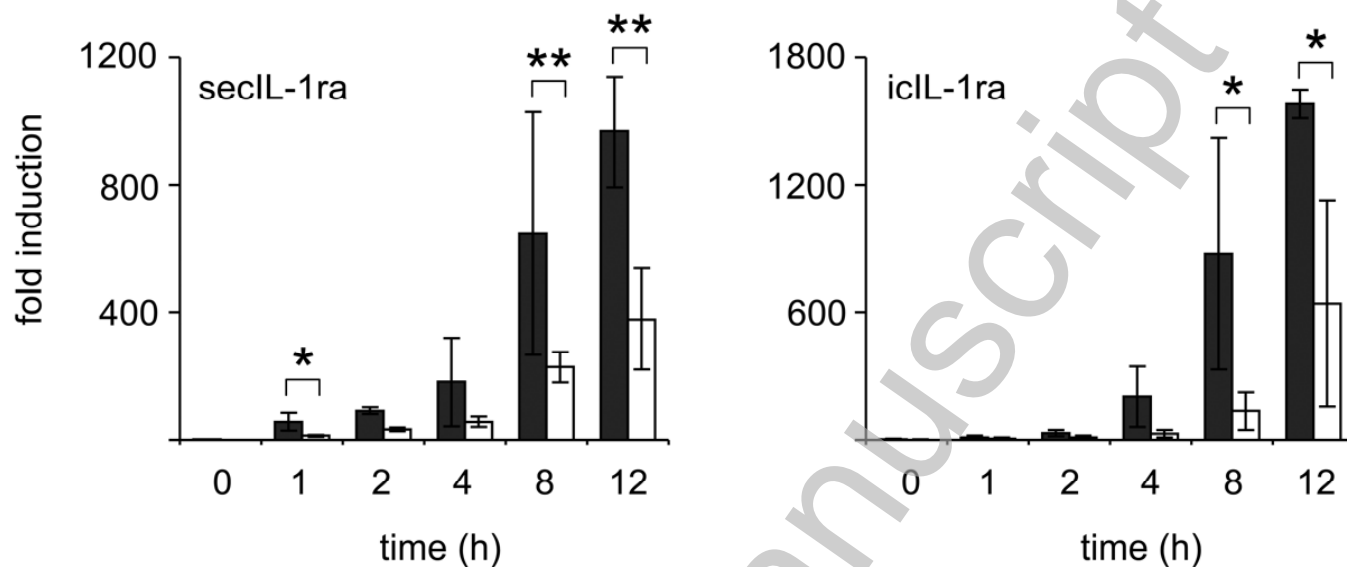 fold induction
secIL-1ra
1200
800
400
*
**
**
0 1 2 4 8 12
time (h)
icIL-1ra
1800
1200
600
*
*
0 1 2 4 8 12
time (h)
anuscript